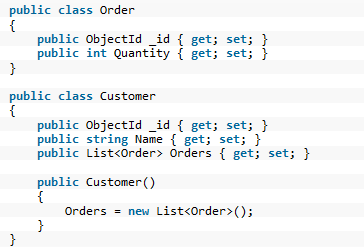 public class Order
{
    public ObjectId _id { get; set; }
    public int Quantity { get; set; }
}

public class Customer
{
    public ObjectId _id { get; set; }
    public string Name { get; set; }
    public List<Order> Orders { get; set; }

    public Customer()
    {
        Orders = new List<Order>();
    }
}